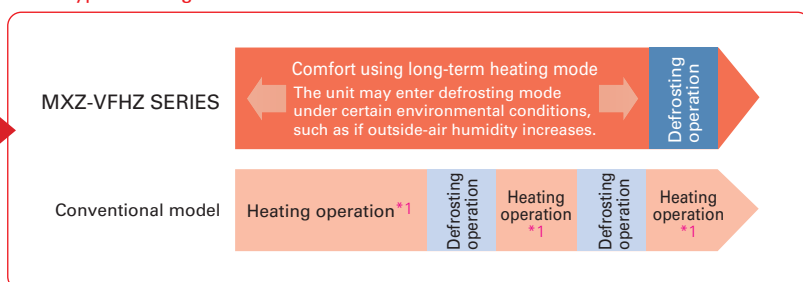 Comfort using long-term heating mode
MXZ-VFHZ SERIES
The unit may enter defrosting mode
under certain environmental conditions,
such as if outside-air humidity increases.
Defrosting
operation
Conventional model
Heating operation*1
Defrosting
operation
Heating
operation
*1
Defrosting
operation
Heating
operation
*1